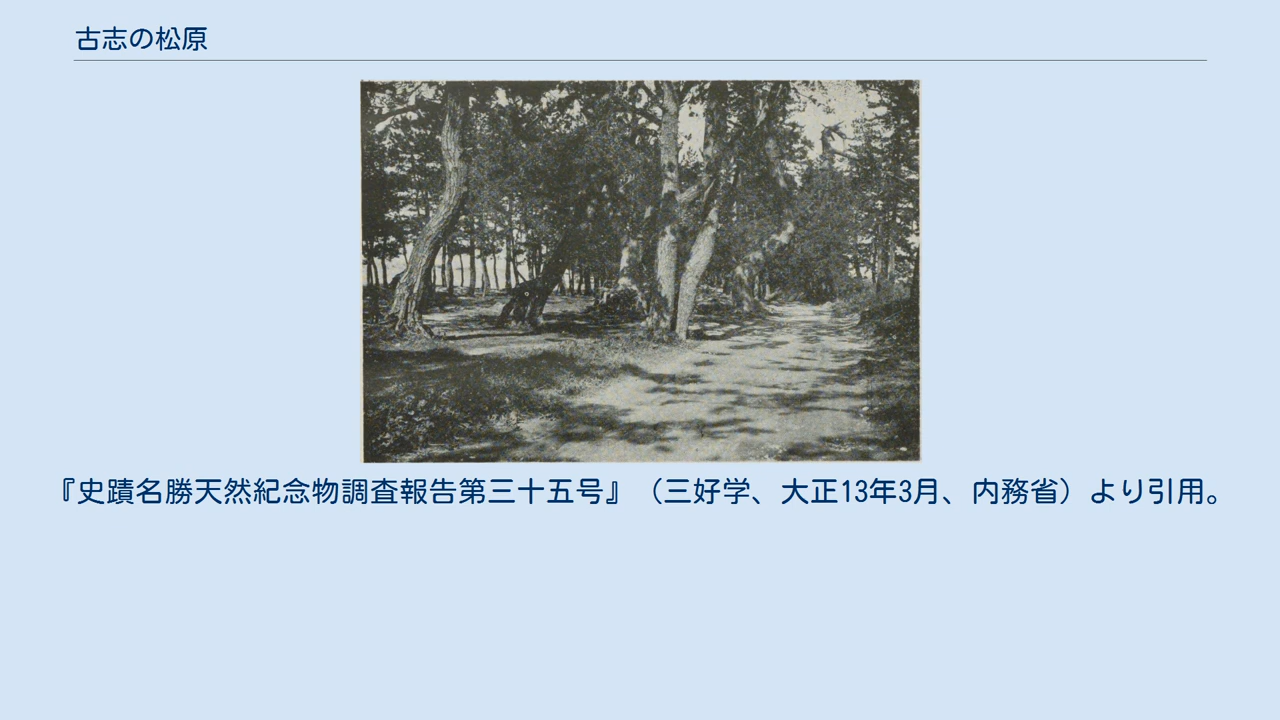 古志の松原
『史蹟名勝天然紀念物調査報告第三十五号』（三好学、大正13年3月、内務省）より引用。